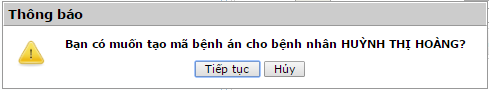 Thông báo
Bạn có muốn tạo mã bệnh án cho bệnh nhân HUỲNH THỊ HOÀNG?
Tiếp tục Hủy